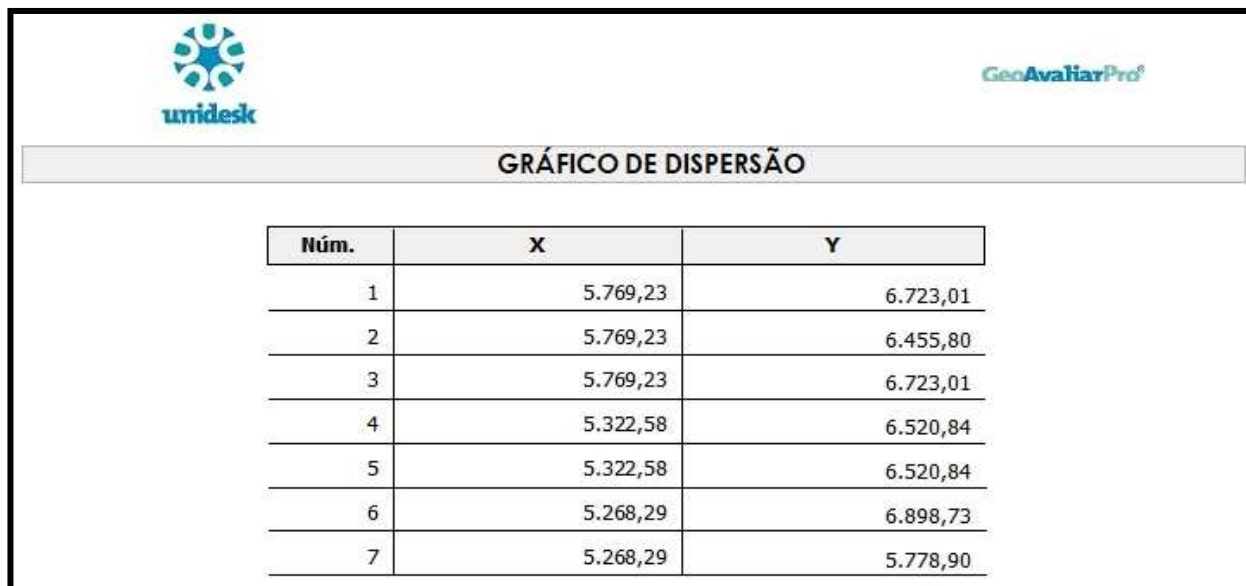 unidesk
GeoAvaliarPro®
GRÁFICO DE DISPERSÃO
Núm. X Y
1 5.769,23 6.723,01
2 5.769,23 6.455,80
3 5.769,23 6.723,01
4 5.322,58 6.520,84
5 5.322,58 6.520,84
6 5.268,29 6.898,73
7 5.268,29 5.778,90